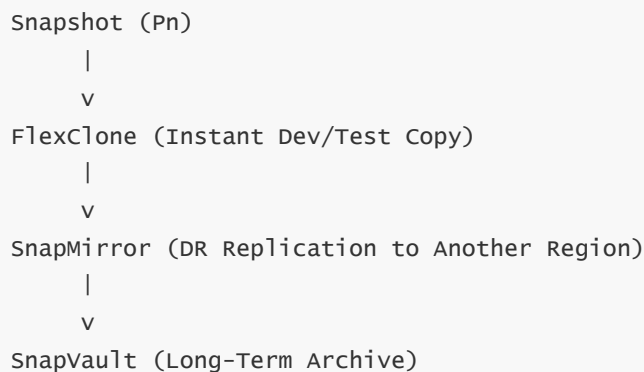 Snapshot (Pn)
|
v
FlexClone (Instant Dev/Test Copy)
|
v
SnapMirror (DR Replication to Another Region)
|
v
SnapVault (Long-Term Archive)